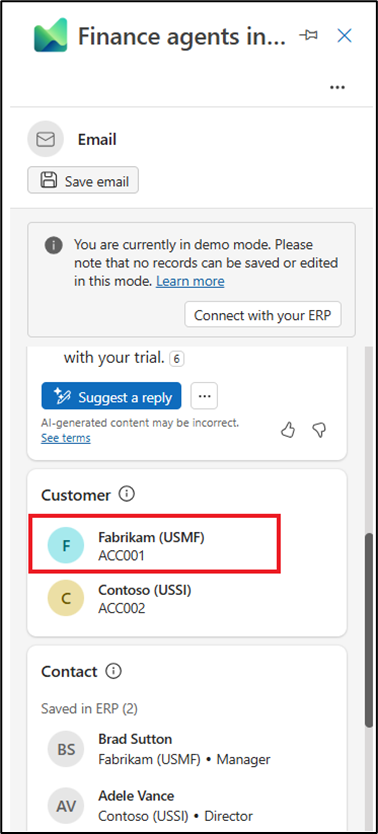 Finance agents in...
...
Email
Save email
You are currently in demo mode. Please
note that no records can be saved or edited
in this mode. Learn more
Connect with your ERP
with your trial. 6
Suggest a reply
...
AI-generated content may be incorrect.
See terms
Customer
F
Fabrikam (USMF)
ACC001
C
Contoso (USSI)
ACC002
Contact
Saved in ERP (2)
BS
Brad Sutton
Fabrikam (USMF) • Manager
AV
Adele Vance
Contoso (USSI) • Director